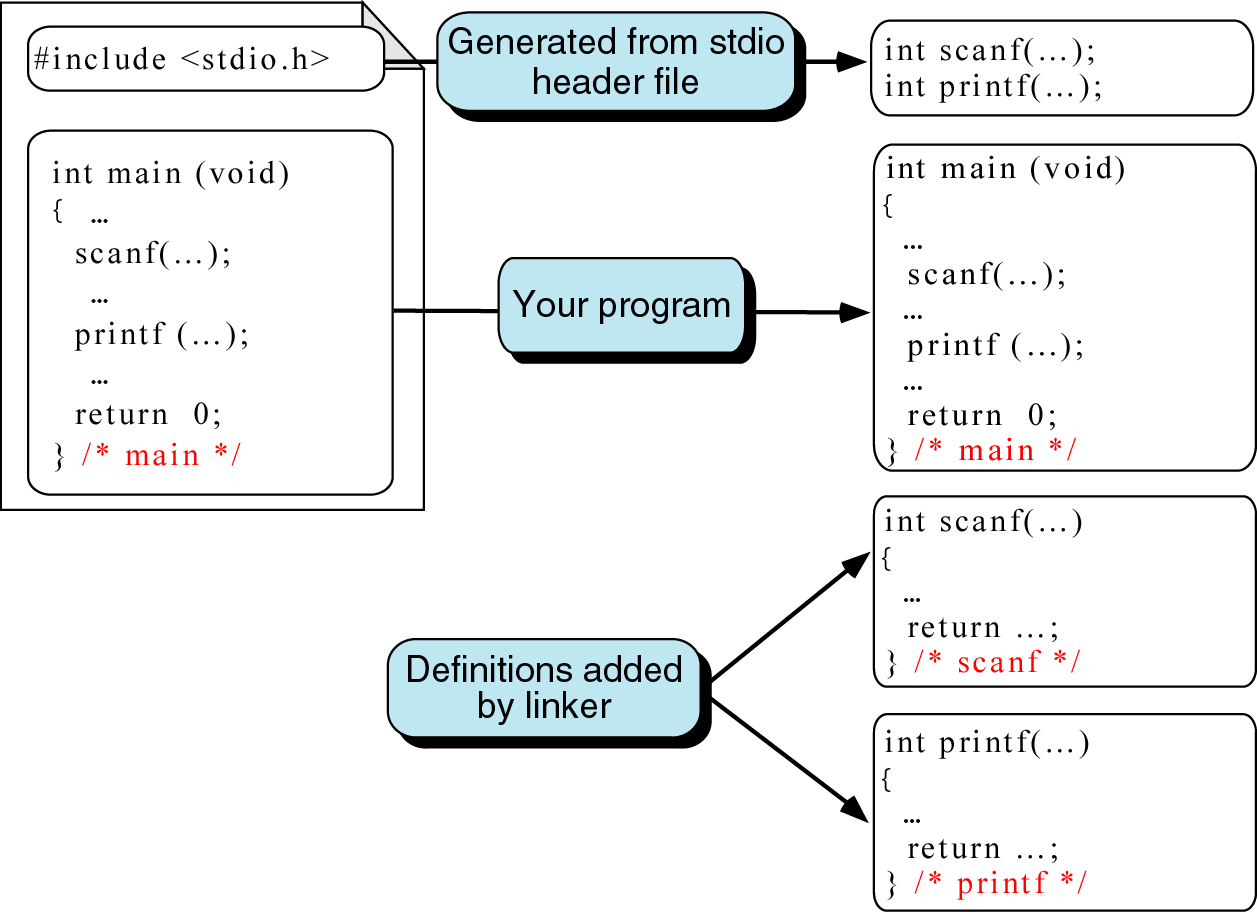 #include <stdio.h>
int main (void)
{ …
scanf(…);
…
printf (…);
…
return 0;
} /* main */
Generated from stdio
header file
Your program
Definitions added
by linker
int scanf(…);
int printf(…);
int main (void)
{
…
scanf(…);
…
printf (…);
…
return 0;
} /* main */
int scanf(…)
{
…
return …;
} /* scanf */
int printf(…)
{
…
return …;
} /* printf */